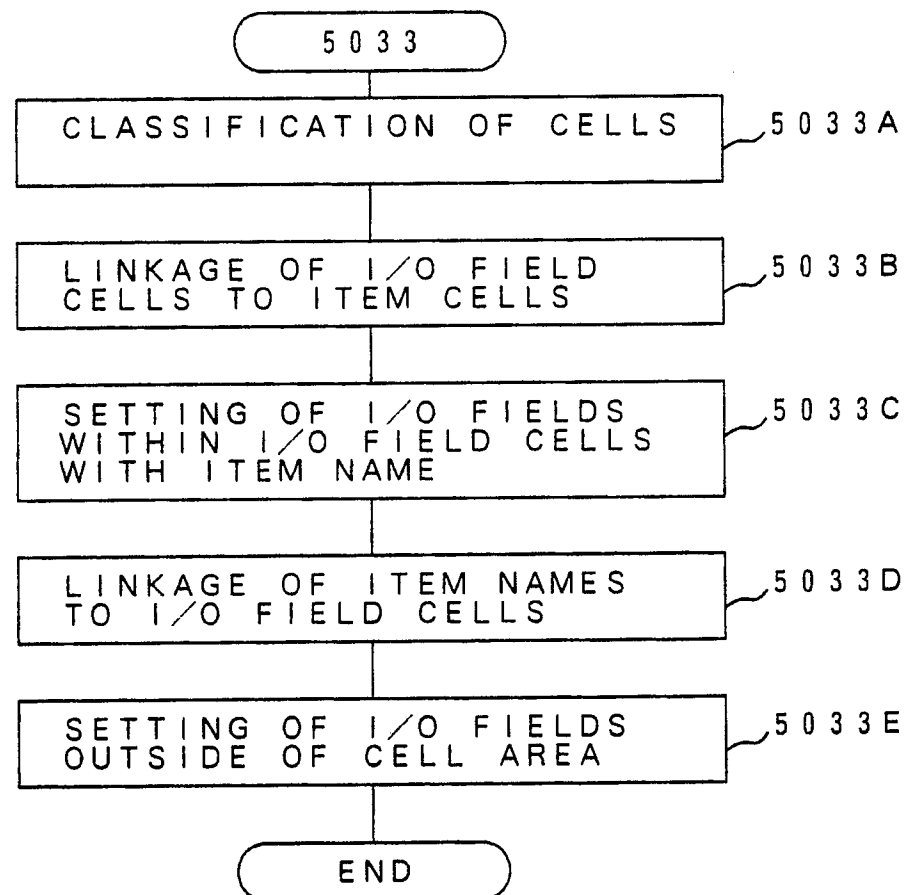 5033
CLASSIFICATION OF CELLS
5033A
LINKAGE OF I/O FIELD
CELLS TO ITEM CELLS
5033B
SETTING OF I/O FIELDS
WITHIN I/O FIELD CELLS
WITH ITEM NAME
5033C
LINKAGE OF ITEM NAMES
TO I/O FIELD CELLS
5033D
SETTING OF I/O FIELDS
OUTSIDE OF CELL AREA
5033E
END